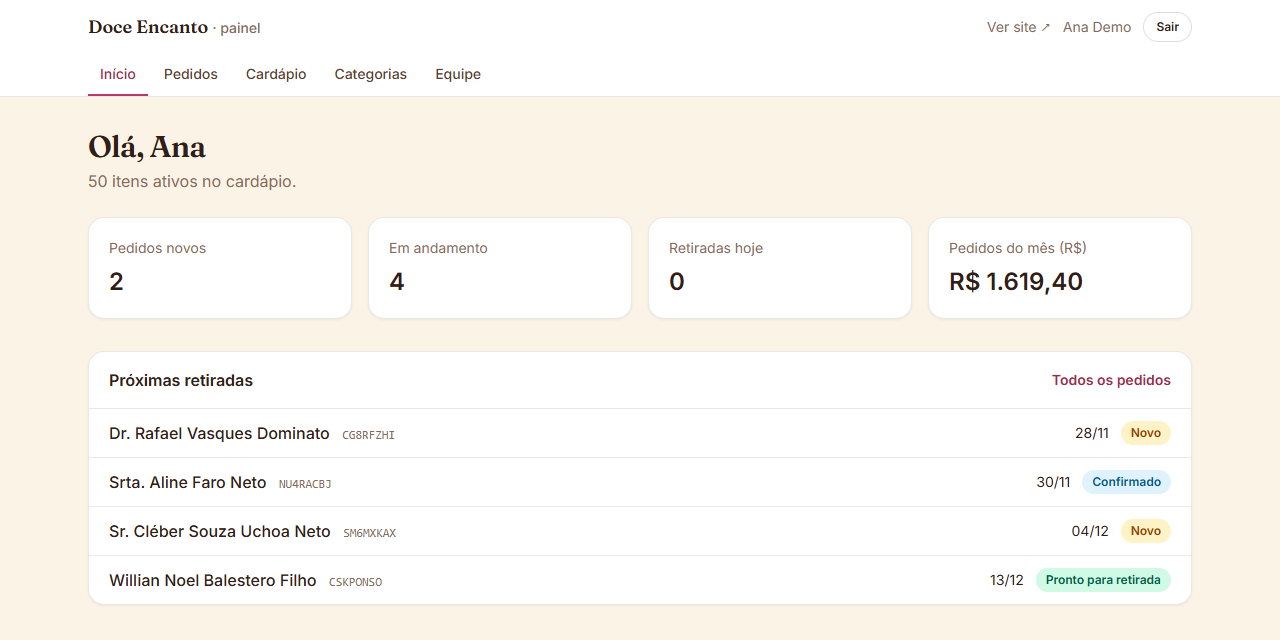 Doce Encanto · painel
Ver site ↗ Ana Demo Sair
Início Pedidos Cardápio Categorias Equipe
Olá, Ana
50 itens ativos no cardápio.
Pedidos novos
2
Em andamento
4
Retiradas hoje
0
Pedidos do mês (R$)
R$ 1.619,40
Próximas retiradas Todos os pedidos
Dr. Rafael Vasques Dominato CG8RFZHI 28/11 Novo
Srta. Aline Faro Neto NU4RACBJ 30/11 Confirmado
Sr. Cléber Souza Uchoa Neto SM6MXKAX 04/12 Novo
Willian Noel Balestero Filho CSKPONSO 13/12 Pronto para retirada